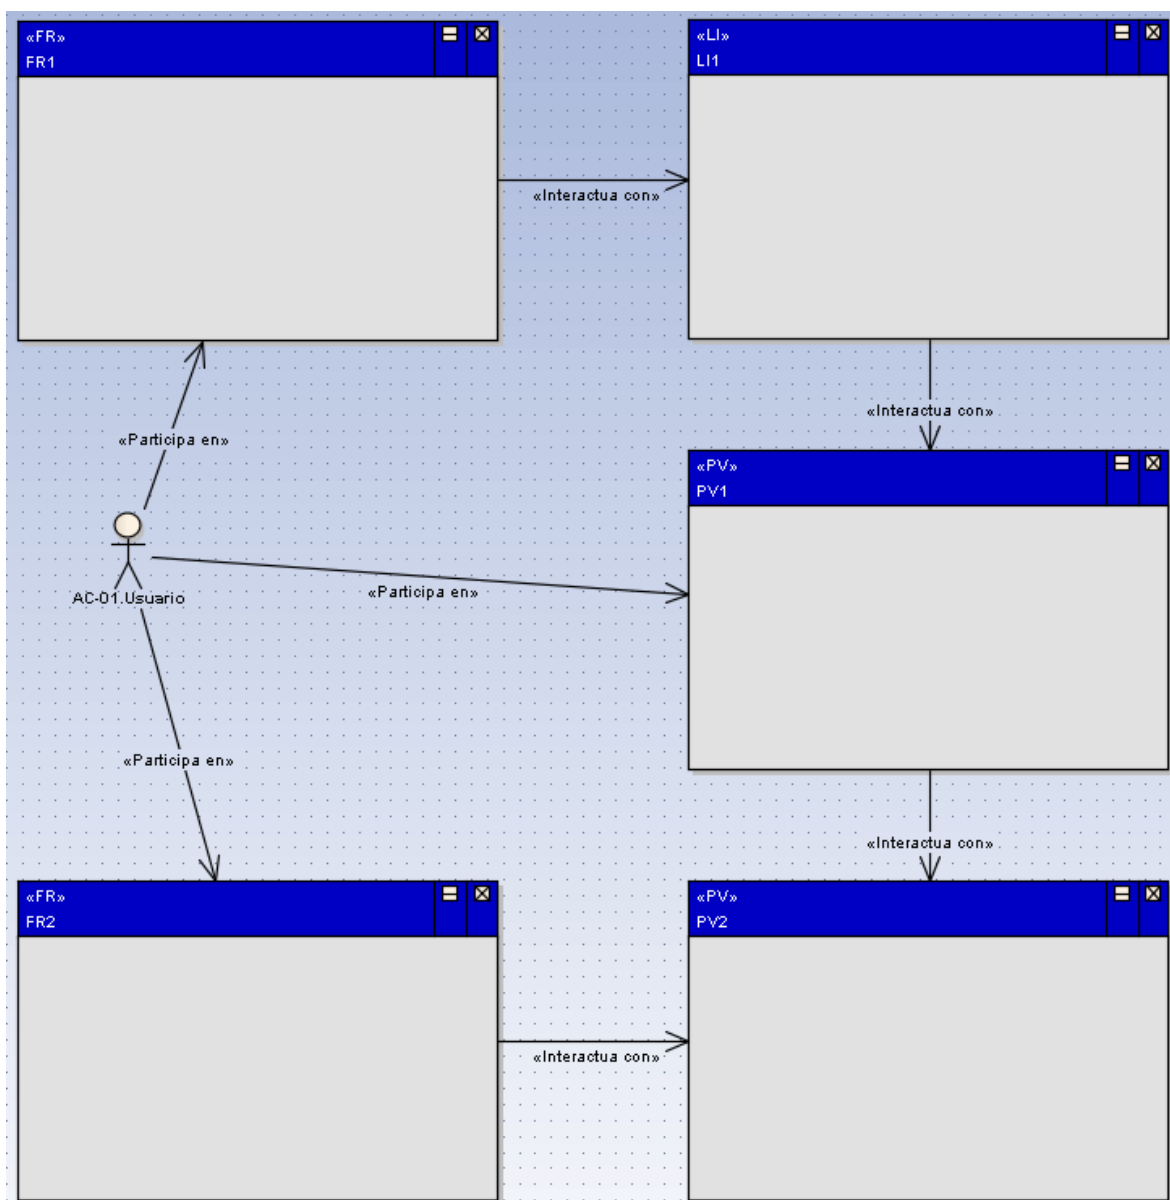 «FR»
FR1
«LI»
LI1
«Interactua con»
«Interactua con»
«Participa en»
«PV»
PV1
AC-01.Usuario
«Participa en»
«Participa en»
«Interactua con»
«FR»
FR2
«PV»
PV2
«Interactua con»